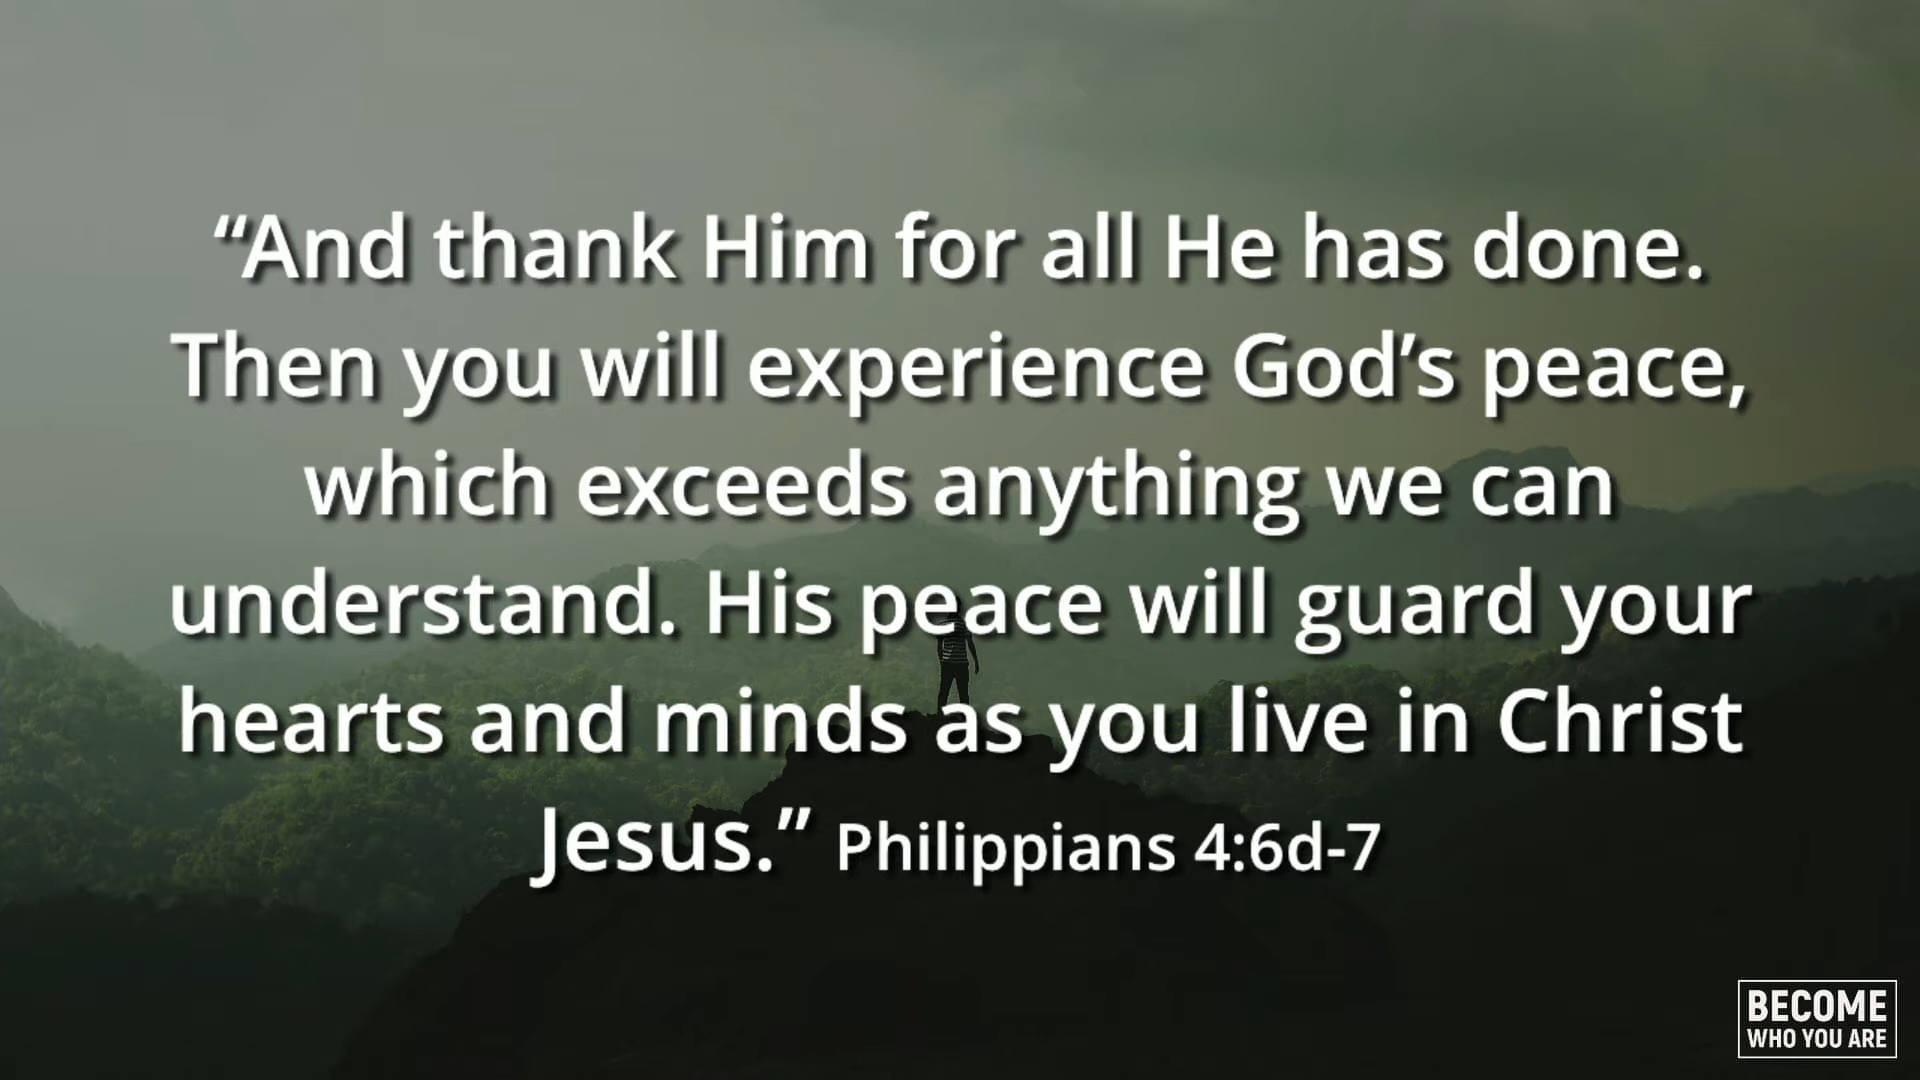 “And thank Him for all He has done.
Then you will experience God’s peace,
which exceeds anything we can
understand. His peace will guard your
hearts and minds as you live in Christ
Jesus.” Philippians 4:6d-7
BECOME
WHO YOU ARE